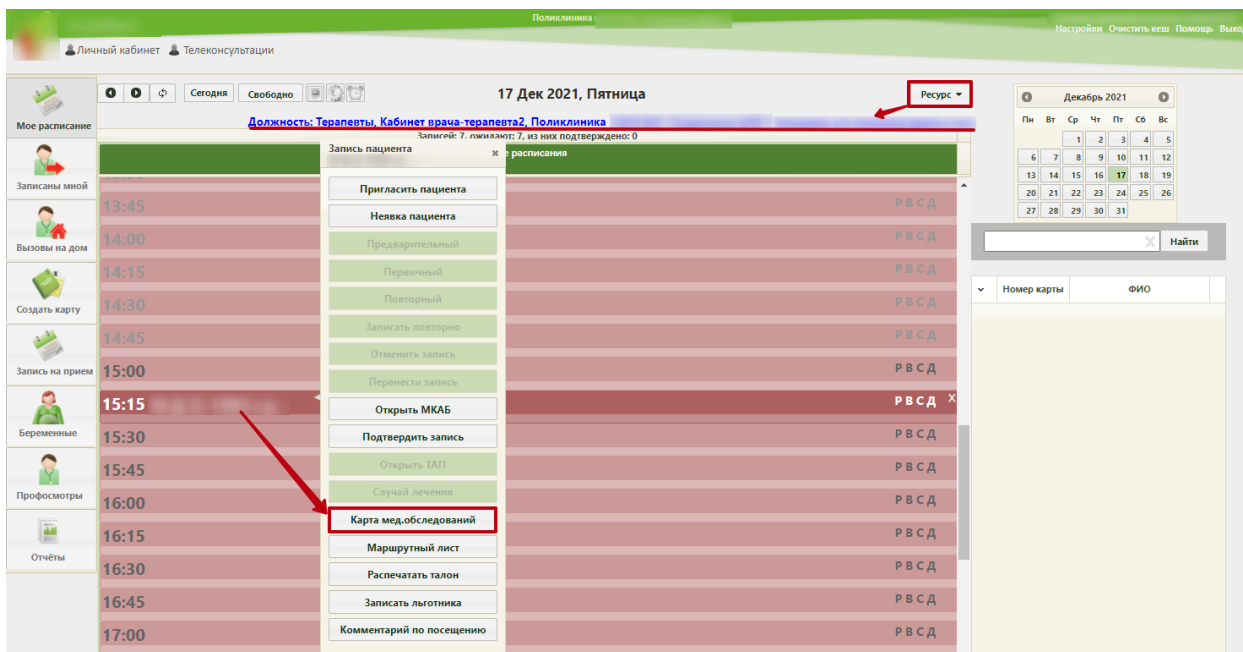 Поликлиника
Настройки Очистить кеш Помощь Выхо
Личный кабинет Телеконсультации
Сегодня Свободно 17 Дек 2021, Пятница Ресурс
Должность: Терапевты, Кабинет врача-терапевта2, Поликлиника
Записей: 7, ожидают: 7, из них подтверждено: 0
Запись пациента x е расписания
Мое расписание
Записаны мной
Вызовы на дом
Создать карту
Запись на прием
Беременные
Профосмотры
Отчёты
13:45 Р В С Д
14:00 Р В С Д
14:15 Р В С Д
14:30 Р В С Д
14:45 Р В С Д
15:00 Р В С Д
15:15 Р В С Д X
15:30 Р В С Д
15:45 Р В С Д
16:00 Р В С Д
16:15 Р В С Д
16:30 Р В С Д
16:45 Р В С Д
17:00 Р В С Д
Пригласить пациента
Неявка пациента
Предварительный
Первичный
Повторный
Записать повторно
Отменить запись
Перенести запись
Открыть МКАБ
Подтвердить запись
Открыть ТАП
Случай лечения
Карта мед.обследований
Маршрутный лист
Распечатать талон
Записать льготника
Комментарий по посещению
Декабрь 2021
Пн Вт Ср Чт Пт Сб Вс
1 2 3 4 5
6 7 8 9 10 11 12
13 14 15 16 17 18 19
20 21 22 23 24 25 26
27 28 29 30 31
X Найти
Номер карты ФИО